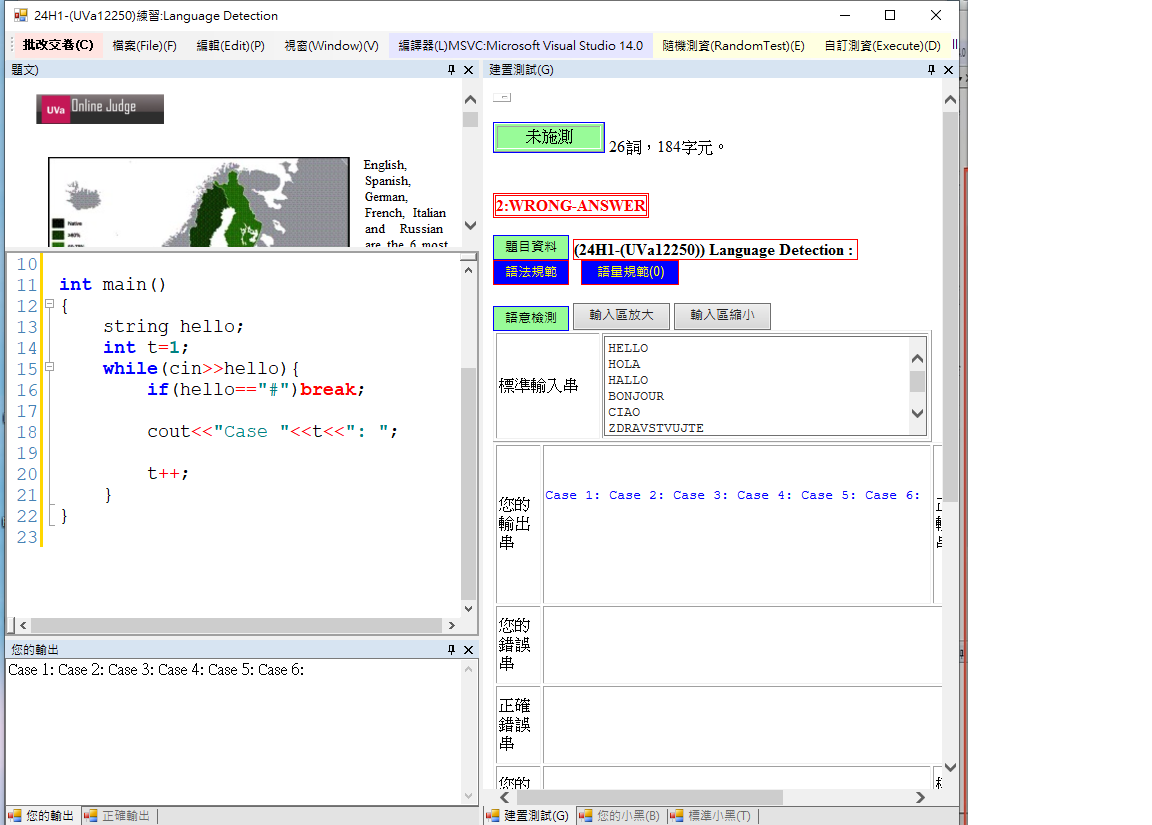 24H1-(UVa12250)練習:Language Detection
批改交卷(C) 檔案(File)(F) 編輯(Edit)(P) 視窗(Window)(V) 編譯器(L)MSVC:Microsoft Visual Studio 14.0 隨機測資(RandomTest)(E) 自訂測資(Execute)(D)
題文)
UVa Online Judge
English,
Spanish,
German,
French, Italian
and Russian
are the 6 most
Native
10
11 int main()
12 {
13 string hello;
14 int t=1;
15 while(cin>>hello){
16 if(hello=="#")break;
17
18 cout<<"Case "<<t<<": ";
19
20 t++;
21 }
22 }
23
您的輸出
Case 1: Case 2: Case 3: Case 4: Case 5: Case 6:
您的輸出 正確輸出
建置測試(G)
未施測 26詞，184字元。
2:WRONG-ANSWER
題目資料 (24H1-(UVa12250)) Language Detection :
語法規範 語量規範(0)
語意檢測 輸入區放大 輸入區縮小
標準輸入串
HELLO
HOLA
HALLO
BONJOUR
CIAO
ZDRAVSTVUJTE
您的
輸出
串
Case 1: Case 2: Case 3: Case 4: Case 5: Case 6:
您的
錯誤
串
正確
錯誤
串
您的
建置測試(G) 您的小黑(B) 標準小黑(T)